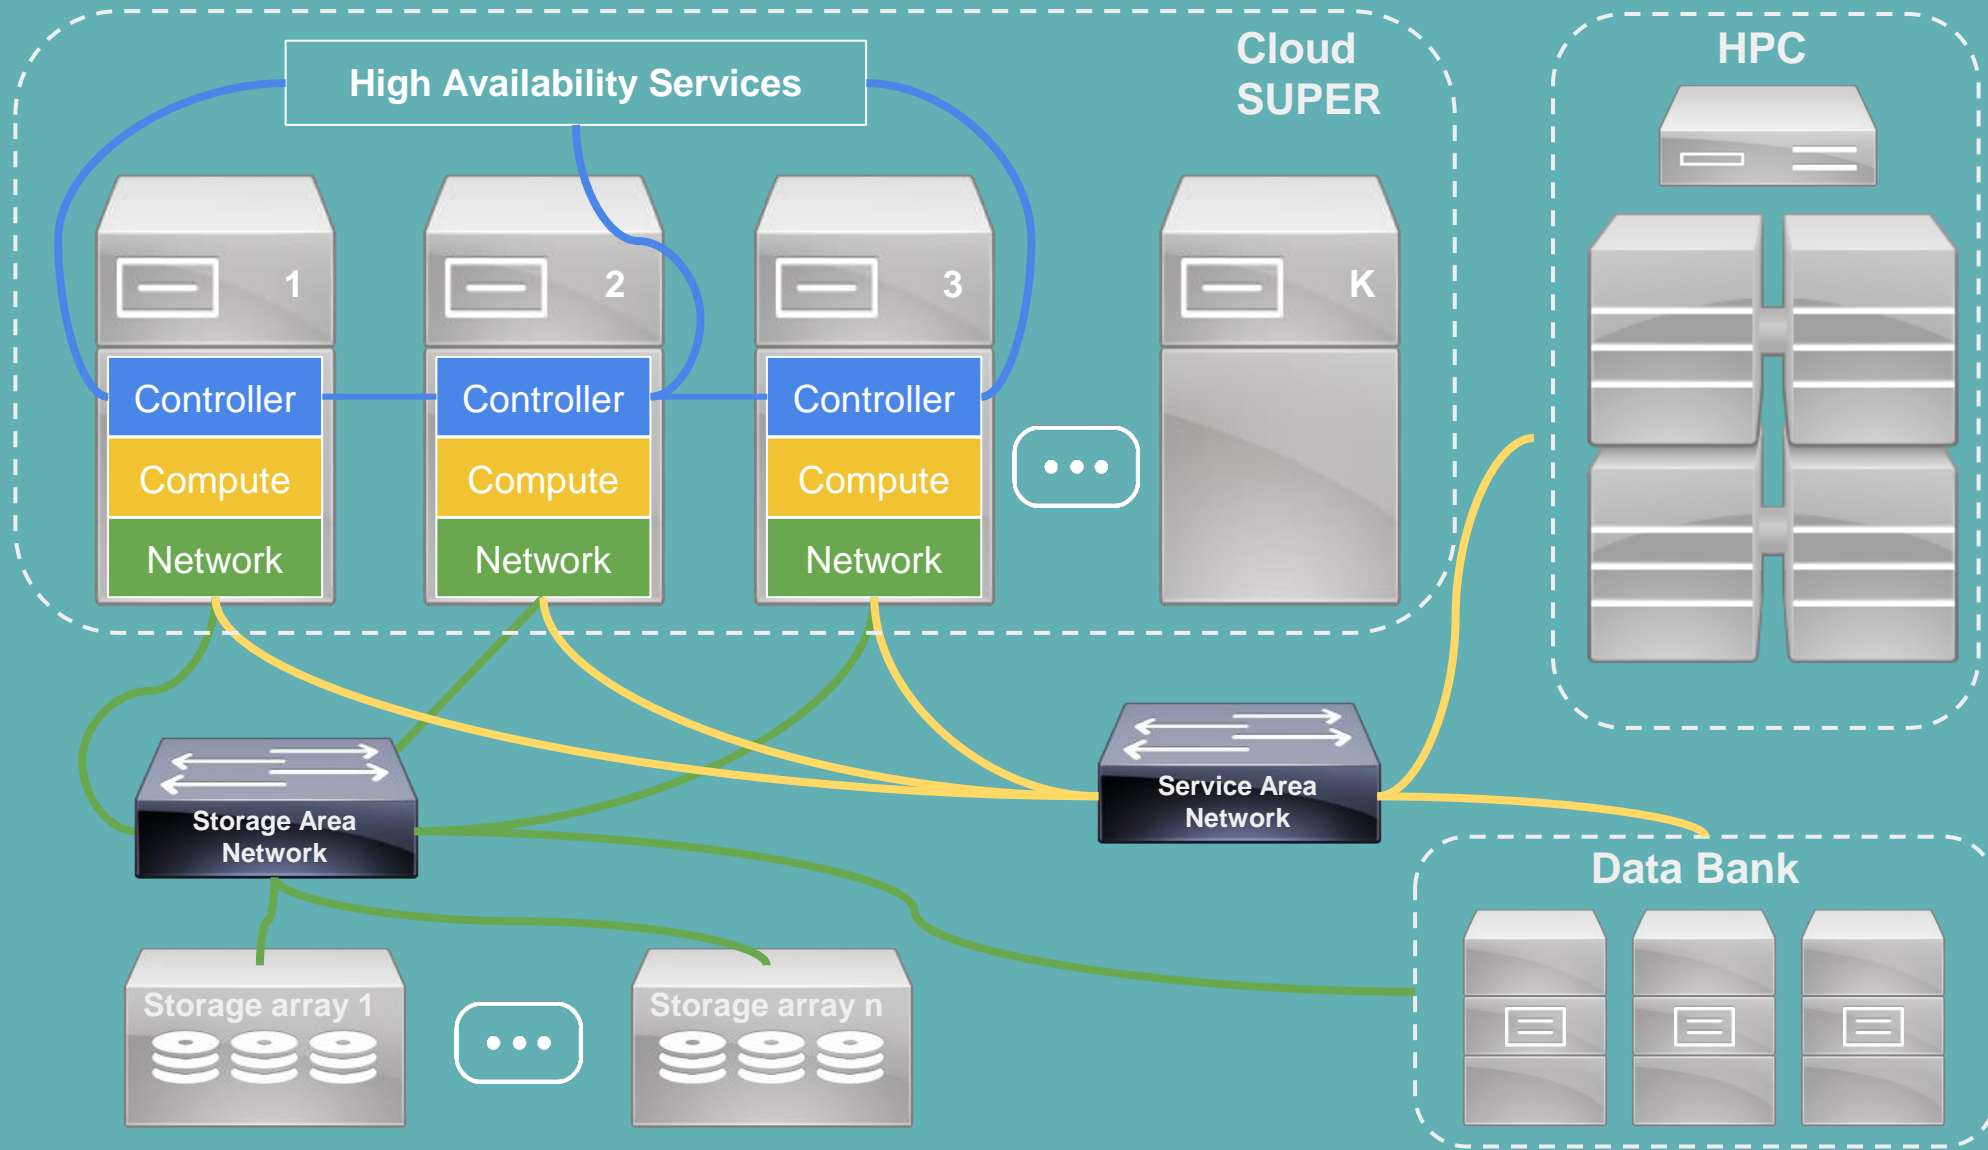 Cloud
SUPER
HPC
High Availability Services
1
2
3
K
Controller
Controller
Controller
Compute
Compute
Compute
Network
Network
Network
Storage Area
Network
Service Area
Network
Data Bank
Storage array 1
Storage array n